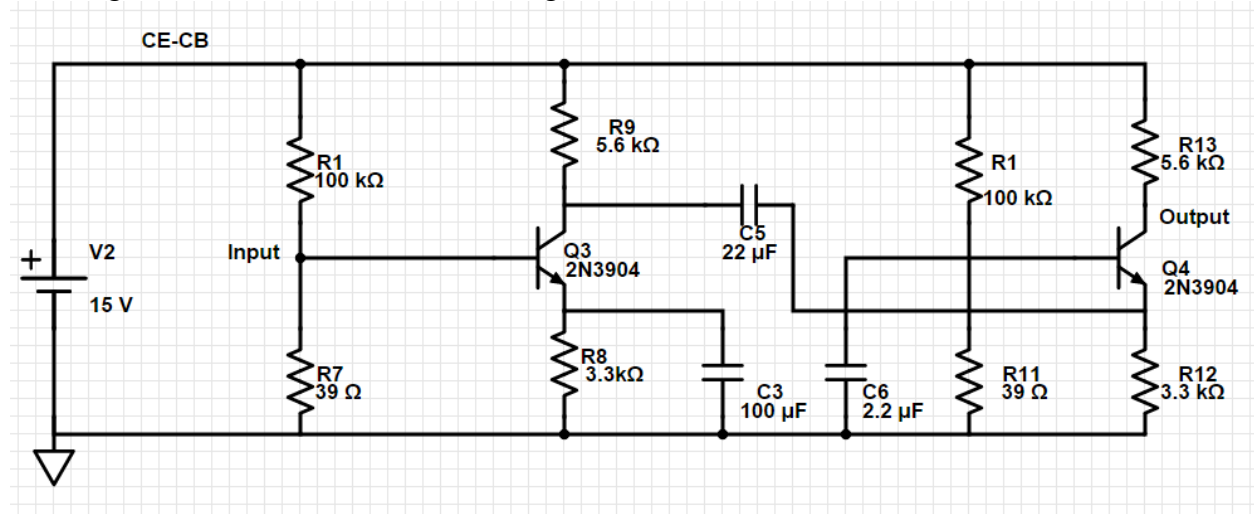 CE-CB
R9
5.6 kΩ
R13
5.6 kΩ
R1
100 kΩ
R1
100 kΩ
Output
V2
15 V
Input
C5
22 µF
Q3
2N3904
Q4
2N3904
R7
39 Ω
R8
3.3kΩ
C3
100 µF
C6
2.2 µF
R11
39 Ω
R12
3.3 kΩ